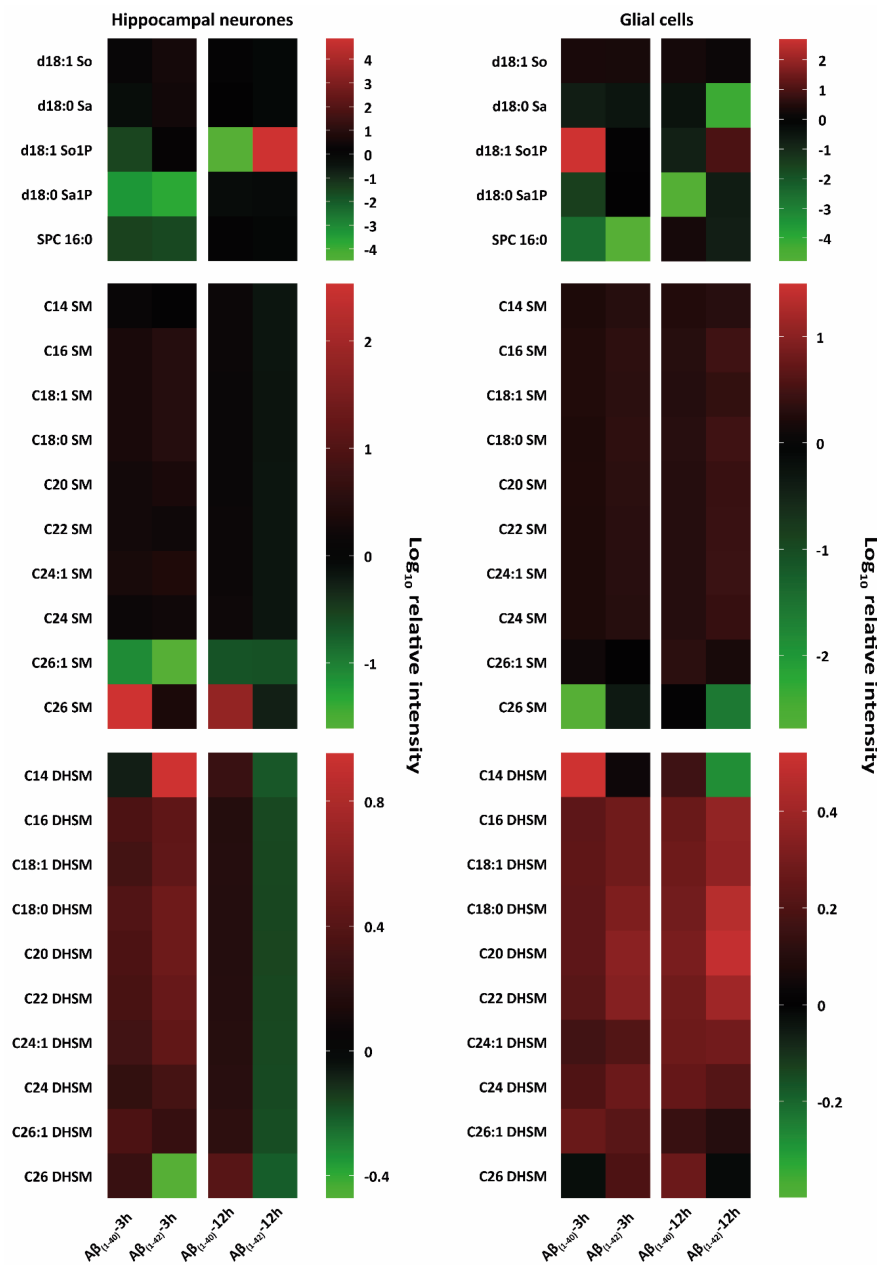 Hippocampal neurones
Glial cells
d18:1 So
d18:0 Sa
d18:1 So1P
d18:0 Sa1P
SPC 16:0
4
3
2
1
0
-1
-2
-3
-4
d18:1 So
d18:0 Sa
d18:1 So1P
d18:0 Sa1P
SPC 16:0
2
1
0
-1
-2
-3
-4
C14 SM
C16 SM
C18:1 SM
C18:0 SM
C20 SM
C22 SM
C24:1 SM
C24 SM
C26:1 SM
C26 SM
2
1
0
-1
Log₁₀ relative intensity
C14 SM
C16 SM
C18:1 SM
C18:0 SM
C20 SM
C22 SM
C24:1 SM
C24 SM
C26:1 SM
C26 SM
1
0
-1
-2
Log₁₀ relative intensity
C14 DHSM
C16 DHSM
C18:1 DHSM
C18:0 DHSM
C20 DHSM
C22 DHSM
C24:1 DHSM
C24 DHSM
C26:1 DHSM
C26 DHSM
0.8
0.4
0
-0.4
C14 DHSM
C16 DHSM
C18:1 DHSM
C18:0 DHSM
C20 DHSM
C22 DHSM
C24:1 DHSM
C24 DHSM
C26:1 DHSM
C26 DHSM
0.4
0.2
0
-0.2
Aβ₍₁₋₄₀₎-3h
Aβ₍₁₋₄₂₎-3h
Aβ₍₁₋₄₀₎-12h
Aβ₍₁₋₄₂₎-12h
Aβ₍₁₋₄₀₎-3h
Aβ₍₁₋₄₂₎-3h
Aβ₍₁₋₄₀₎-12h
Aβ₍₁₋₄₂₎-12h